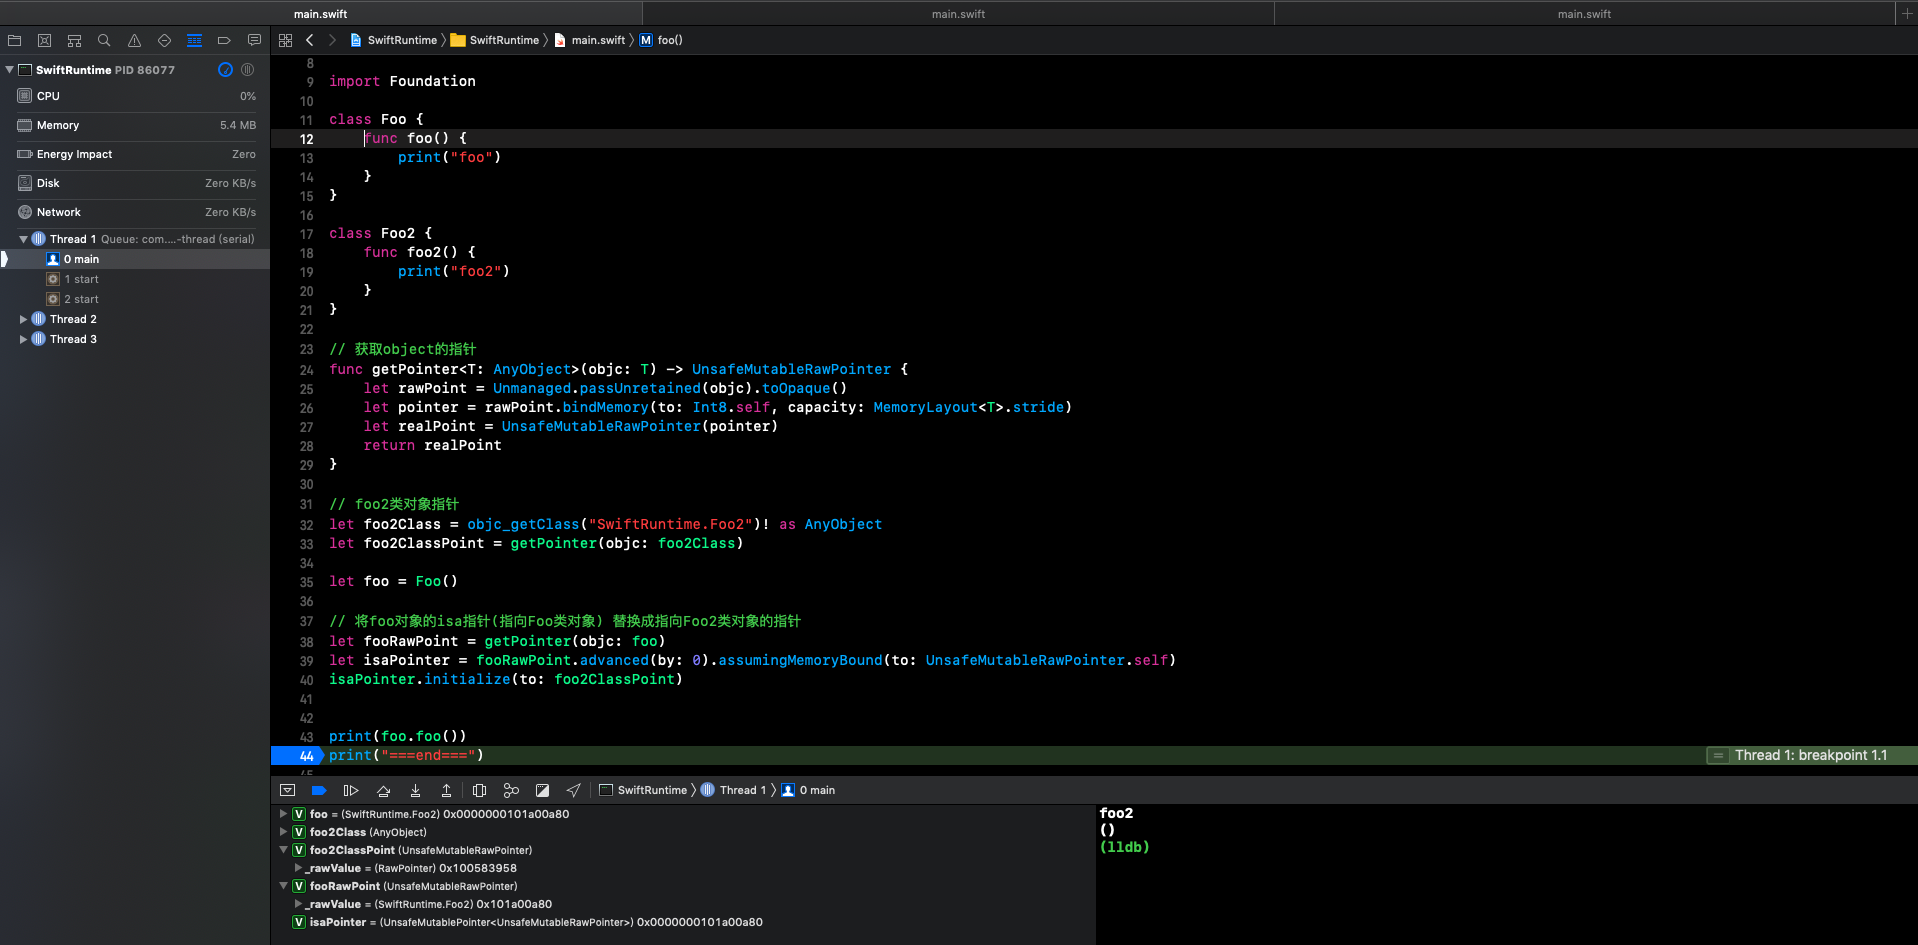 main.swift
main.swift
main.swift
SwiftRuntime
SwiftRuntime
main.swift
M foo()
SwiftRuntime PID 86077
CPU 0%
Memory 5.4 MB
Energy Impact Zero
Disk Zero KB/s
Network Zero KB/s
Thread 1 Queue: com....-thread (serial)
0 main
1 start
2 start
Thread 2
Thread 3
8
9 import Foundation
10
11 class Foo {
12 func foo() {
13 print("foo")
14 }
15 }
16
17 class Foo2 {
18 func foo2() {
19 print("foo2")
20 }
21 }
22
23 // 获取object的指针
24 func getPointer<T: AnyObject>(objc: T) -> UnsafeMutableRawPointer {
25 let rawPoint = Unmanaged.passUnretained(objc).toOpaque()
26 let pointer = rawPoint.bindMemory(to: Int8.self, capacity: MemoryLayout<T>.stride)
27 let realPoint = UnsafeMutableRawPointer(pointer)
28 return realPoint
29 }
30
31 // foo2类对象指针
32 let foo2Class = objc_getClass("SwiftRuntime.Foo2")! as AnyObject
33 let foo2ClassPoint = getPointer(objc: foo2Class)
34
35 let foo = Foo()
36
37 // 将foo对象的isa指针(指向Foo类对象) 替换成指向Foo2类对象的指针
38 let fooRawPoint = getPointer(objc: foo)
39 let isaPointer = fooRawPoint.advanced(by: 0).assumingMemoryBound(to: UnsafeMutableRawPointer.self)
40 isaPointer.initialize(to: foo2ClassPoint)
41
42
43 print(foo.foo())
44 print("===end===") Thread 1: breakpoint 1.1
45
SwiftRuntime Thread 1 0 main
V foo = (SwiftRuntime.Foo2) 0x0000000101a00a80
V foo2Class (AnyObject)
V foo2ClassPoint (UnsafeMutableRawPointer)
_rawValue = (RawPointer) 0x100583958
V fooRawPoint (UnsafeMutableRawPointer)
_rawValue = (SwiftRuntime.Foo2) 0x101a00a80
V isaPointer = (UnsafeMutablePointer<UnsafeMutableRawPointer>) 0x0000000101a00a80
foo2
()
(lldb)